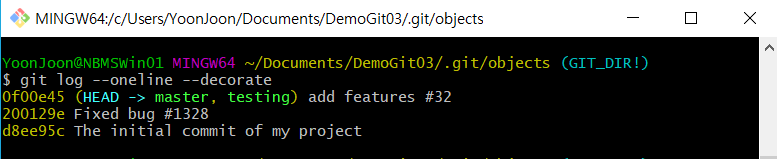 MINGW64:/c/Users/YoonJoon/Documents/DemoGit03/.git/objects
YoonJoon@NBMSWin01 MINGW64 ~/Documents/DemoGit03/.git/objects (GIT_DIR!)
$ git log --oneline --decorate
0f00e45 (HEAD -> master, testing) add features #32
200129e Fixed bug #1328
d8ee95c The initial commit of my project